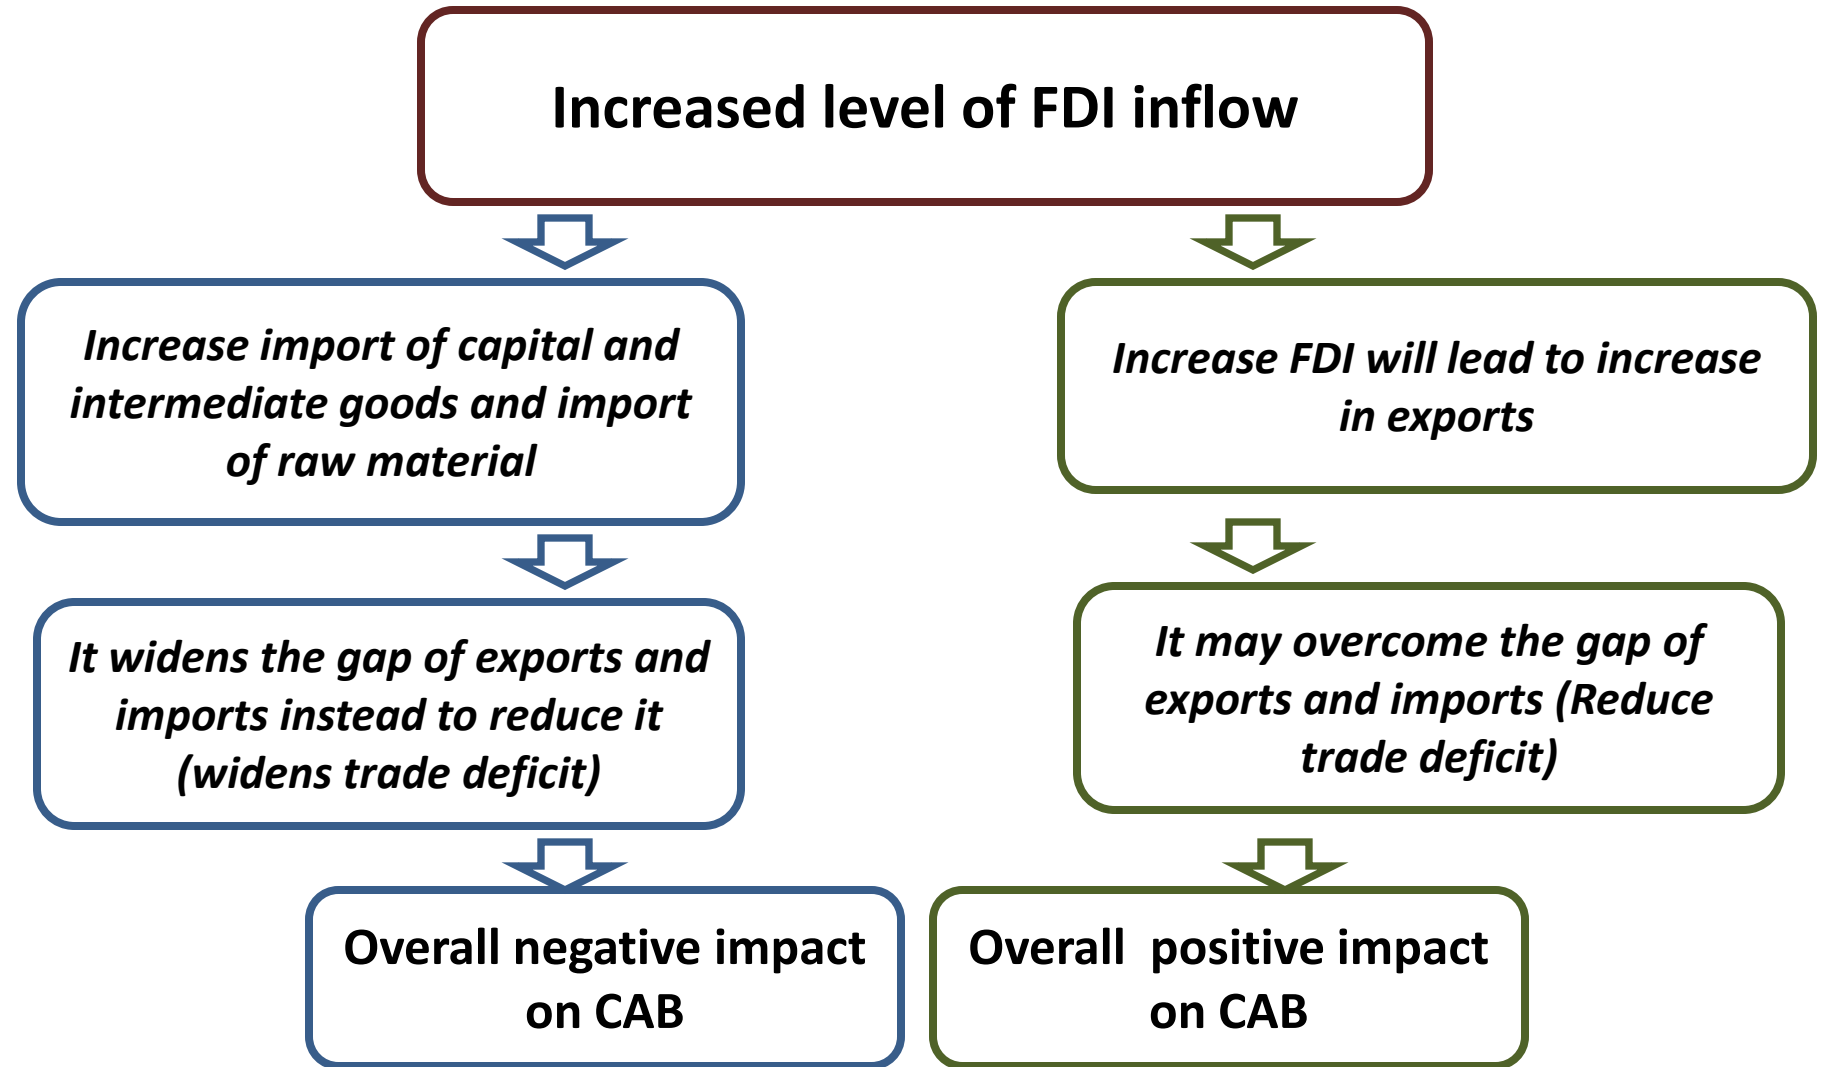 Increased level of FDI inflow
Increase import of capital and
intermediate goods and import
of raw material
It widens the gap of exports and
imports instead to reduce it
(widens trade deficit)
Overall negative impact
on CAB
Increase FDI will lead to increase
in exports
It may overcome the gap of
exports and imports (Reduce
trade deficit)
Overall  positive impact
on CAB